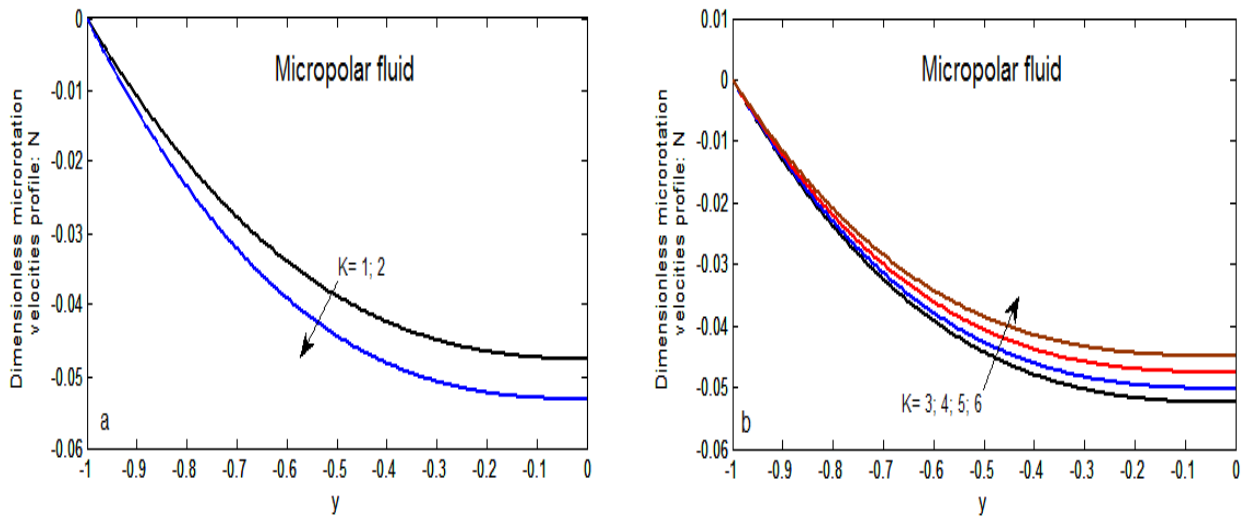 Dimensionless microrotation
velocities profile: N
0
-0.01
-0.02
-0.03
-0.04
-0.05
-0.06
Micropolar fluid
K= 1; 2
a
-1 -0.9 -0.8 -0.7 -0.6 -0.5 -0.4 -0.3 -0.2 -0.1 0
y
Dimensionless microrotation
velocities profile: N
0.01
0
-0.01
-0.02
-0.03
-0.04
-0.05
-0.06
Micropolar fluid
K= 3; 4; 5; 6
b
-1 -0.9 -0.8 -0.7 -0.6 -0.5 -0.4 -0.3 -0.2 -0.1 0
y